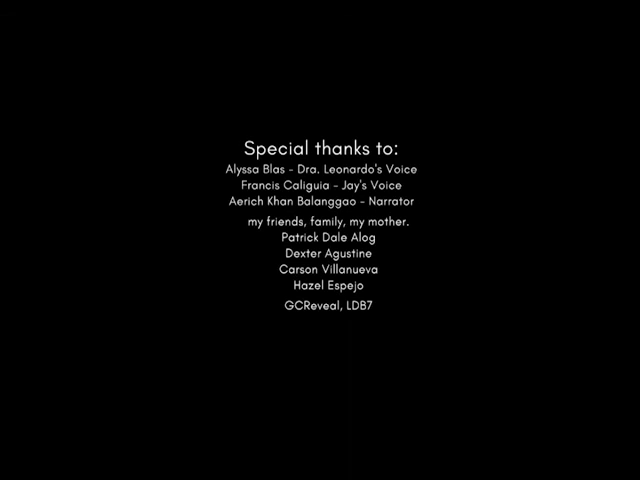 Special thanks to:
Alyssa Blas - Dra. Leonardo's Voice
Francis Caliguia - Jay's Voice
Aerich Khan Balanggao - Narrator
my friends, family, my mother.
Patrick Dale Alog
Dexter Agustine
Carson Villanueva
Hazel Espejo
GCReveal, LDB7